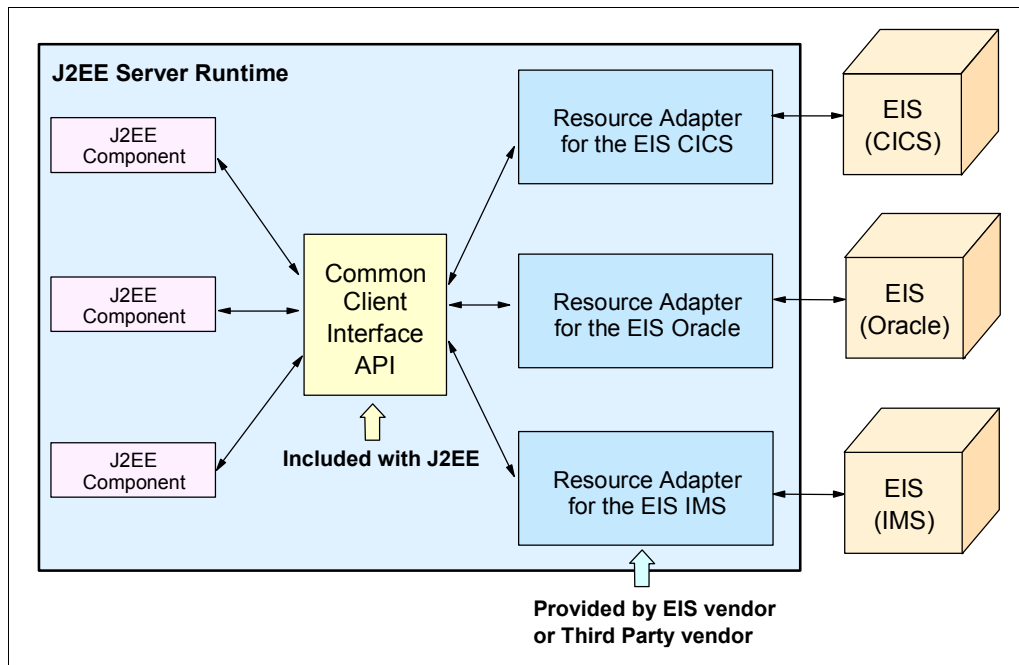 J2EE Server Runtime
J2EE
Component
J2EE
Component
J2EE
Component
Common
Client
Interface
API
Included with J2EE
Resource Adapter
for the EIS CICS
Resource Adapter
for the EIS Oracle
Resource Adapter
for the EIS IMS
Provided by EIS vendor
or Third Party vendor
EIS
(CICS)
EIS
(Oracle)
EIS
(IMS)